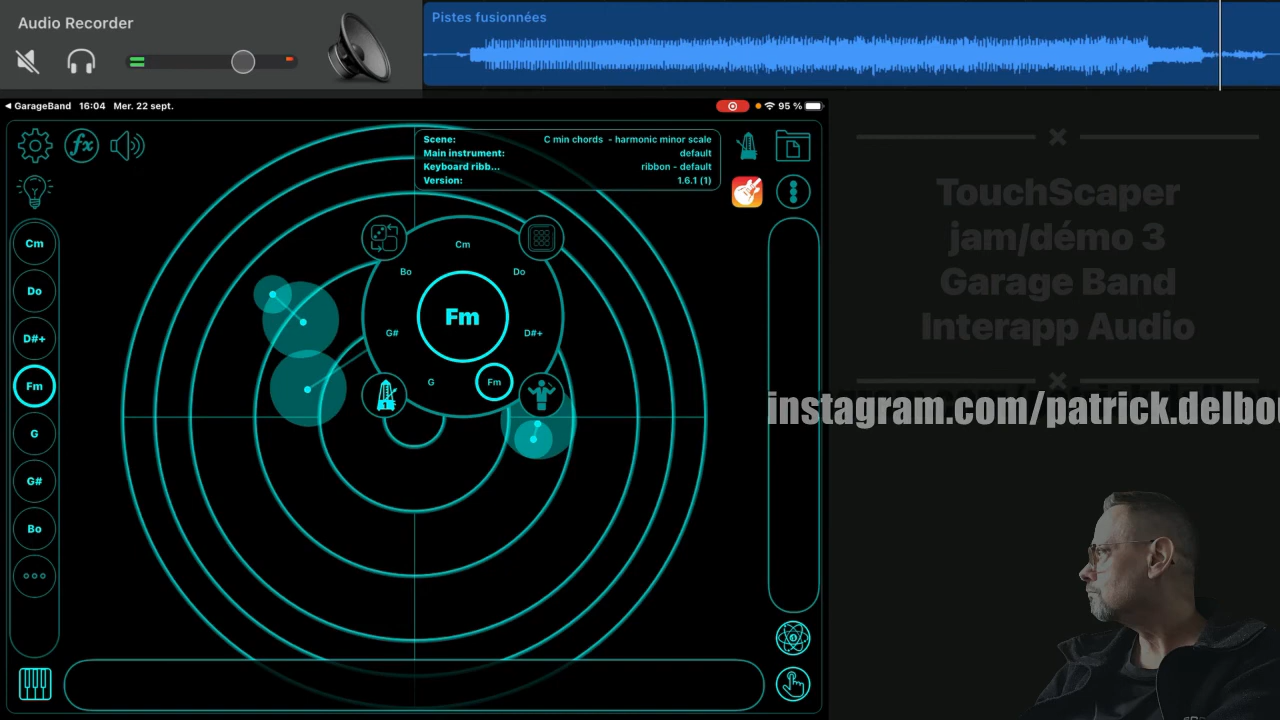 Audio Recorder
Pistes fusionnées
GarageBand 16:04 Mer. 22 sept.
95 %
fx
Scene: C min chords - harmonic minor scale
Main instrument: default
Keyboard ribb... ribbon - default
Version: 1.6.1 (1)
Cm
Do
D#+
Fm
G
G#
Bo
Cm
Bo
Do
Fm
G#
D#+
G
Fm
TouchScaper
jam/démo 3
Garage Band
Interapp Audio
instagram.com/patrick.delbou